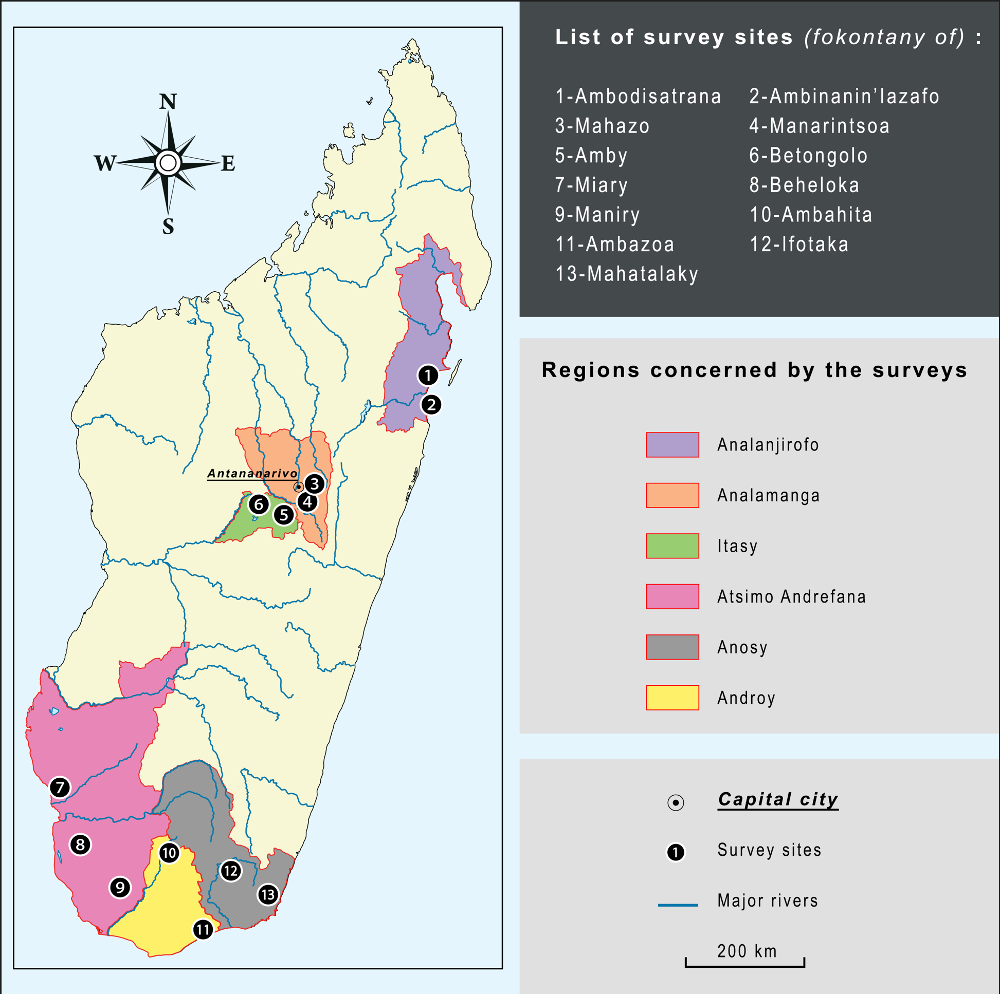 N
W
E
S
1
2
Antananarivo
3
4
6
5
7
8
10
12
9
13
11
List of survey sites (fokontany of) :
1-Ambodisatrana 2-Ambinanin’lazafo
3-Mahazo 4-Manarintsoa
5-Amby 6-Betongolo
7-Miary 8-Beheloka
9-Maniry 10-Ambahita
11-Ambazoa 12-Ifotaka
13-Mahatalaky
Regions concerned by the surveys
Analanjirofo
Analamanga
Itasy
Atsimo Andrefana
Anosy
Androy
Capital city
1 Survey sites
Major rivers
200 km